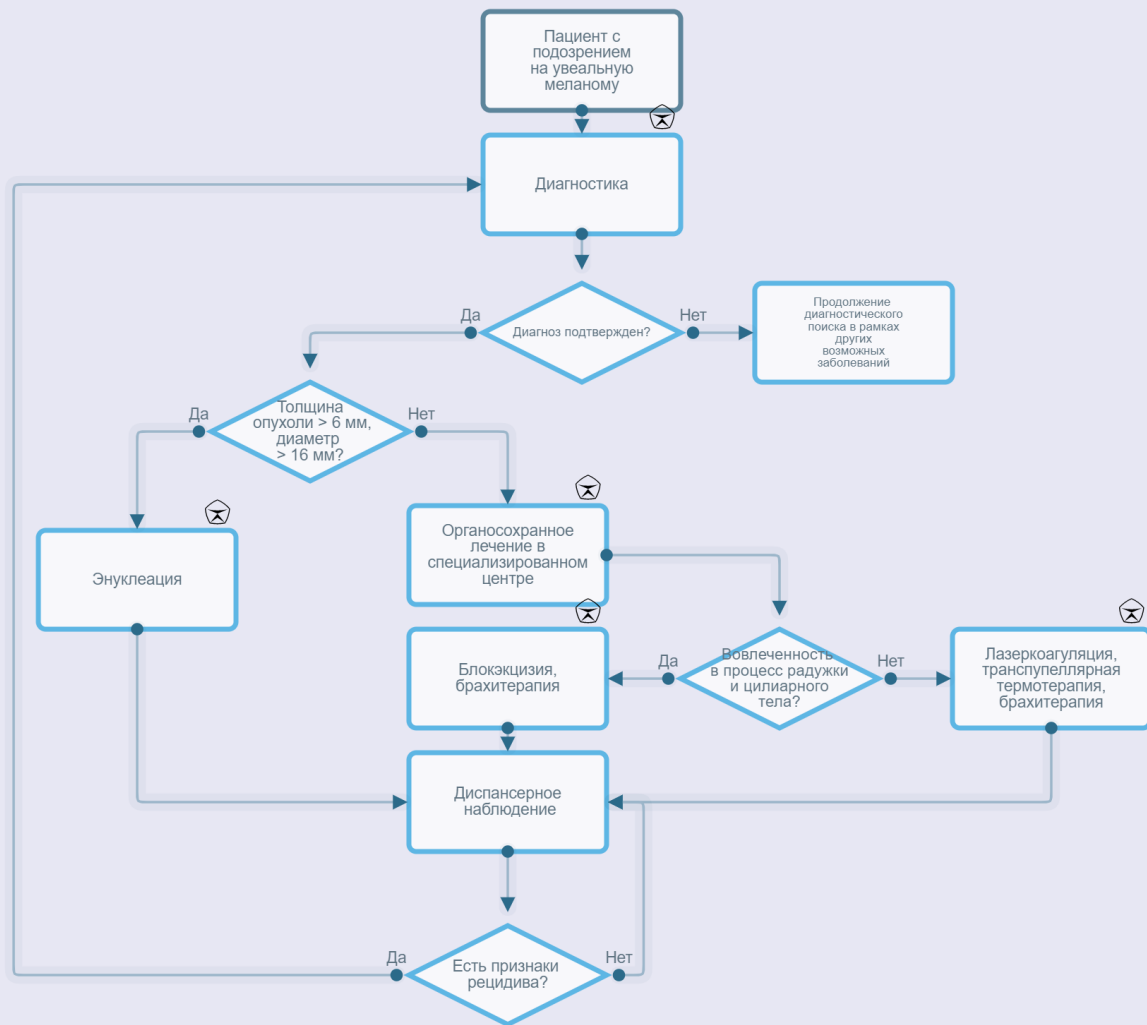 Пациент с
подозрением
на увеальную
меланому
Диагностика
Диагноз подтвержден?
Да
Нет
Продолжение
диагностического
поиска в рамках
других
возможных
заболеваний
Толщина
опухоли > 6 мм,
диаметр
> 16 мм?
Да
Нет
Энуклеация
Органосохранное
лечение в
специализированном
центре
Вовлеченность
в процесс радужки
и цилиарного
тела?
Да
Нет
Блокэкцизия,
брахитерапия
Лазеркоагуляция,
транспупеллярная
термотерапия,
брахитерапия
Диспансерное
наблюдение
Есть признаки
рецидива?
Да
Нет